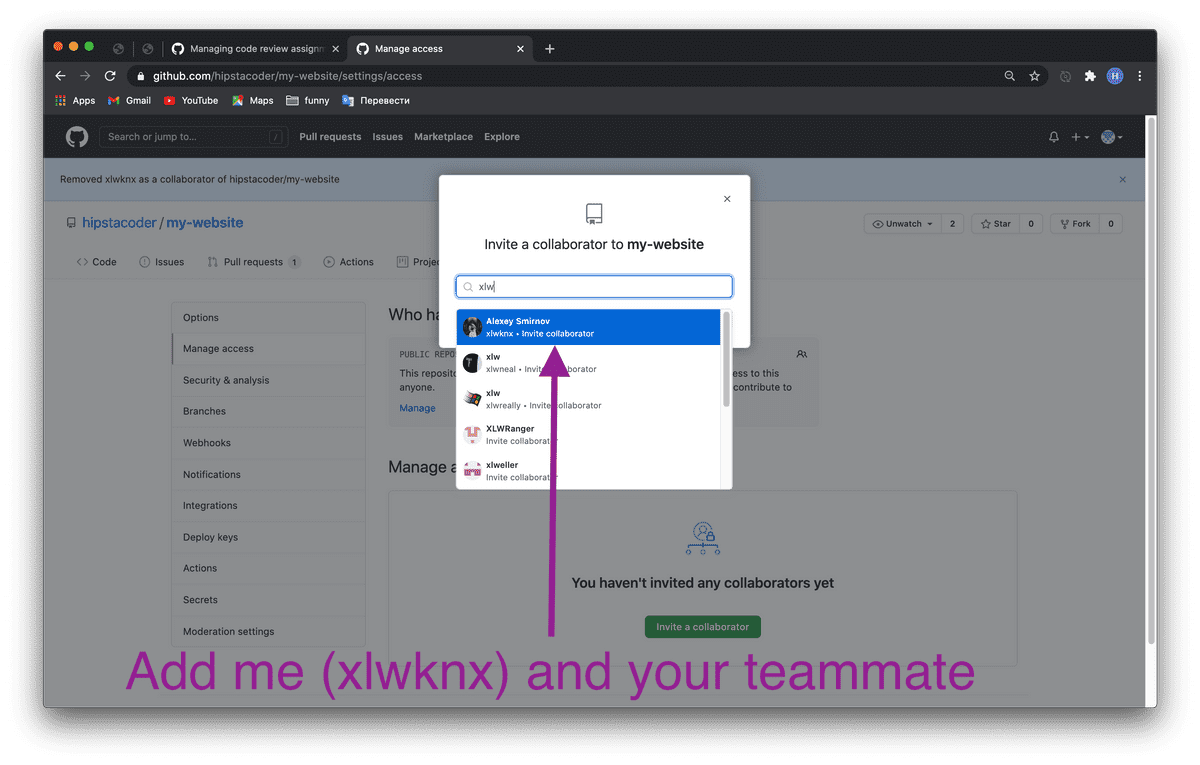 Managing code review assignm
Manage access
github.com/hipstacoder/my-website/settings/access
Apps Gmail YouTube Maps funny Перевести
Search or jump to... /
Pull requests Issues Marketplace Explore
Removed xlwknx as a collaborator of hipstacoder/my-website
hipstacoder / my-website
Unwatch 2 Star 0 Fork 0
Code Issues Pull requests 1 Actions Projec
Invite a collaborator to my-website
xlw
Alexey Smirnov
xlwknx • Invite collaborator
xlw
xlwneal • Invite collaborator
xlw
xlwreally • Invite collaborator
XLWRanger
Invite collaborator
xlweller
Invite collaborator
Options
Manage access
Security & analysis
Branches
Webhooks
Notifications
Integrations
Deploy keys
Actions
Secrets
Moderation settings
Who ha
PUBLIC REPO
This reposito
anyone.
Manage
ess to this
contribute to
Manage a
You haven't invited any collaborators yet
Invite a collaborator
Add me (xlwknx) and your teammate